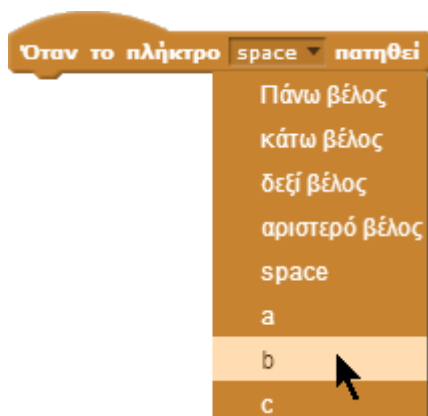 Όταν το πλήκτρο space πατηθεί
Πάνω βέλος
κάτω βέλος
δεξί βέλος
αριστερό βέλος
space
a
b
c